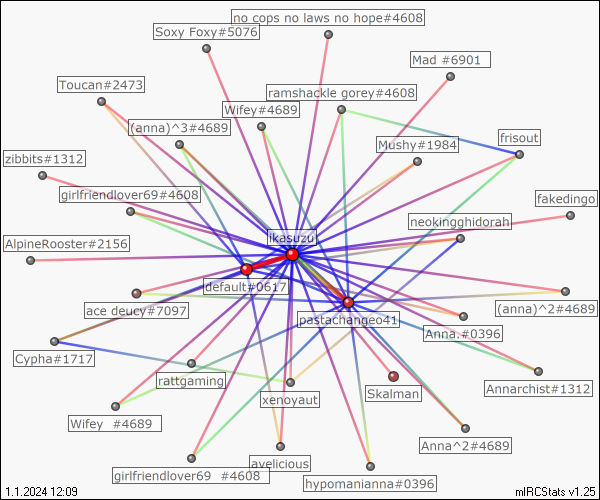 no cops no laws no hope#4608
Soxy Foxy#5076
Mad #6901
Toucan#2473
ramshackle gorey#4608
Wifey#4689
(anna)^3#4689
frisout
Mushy#1984
zibbits#1312
girlfriendlover69#4608
fakedingo
neokingghidorah
ikasuzu
AlpineRooster#2156
default#0617
ace deucy#7097
(anna)^2#4689
pastachangeo41
Anna.#0396
Cypha#1717
rattgaming
Skalman
Annarchist#1312
xenoyaut
Wifey  #4689
Anna^2#4689
avelicious
girlfriendlover69  #4608
hypomanianna#0396
1.1.2024 12:09
mIRCStats v1.25